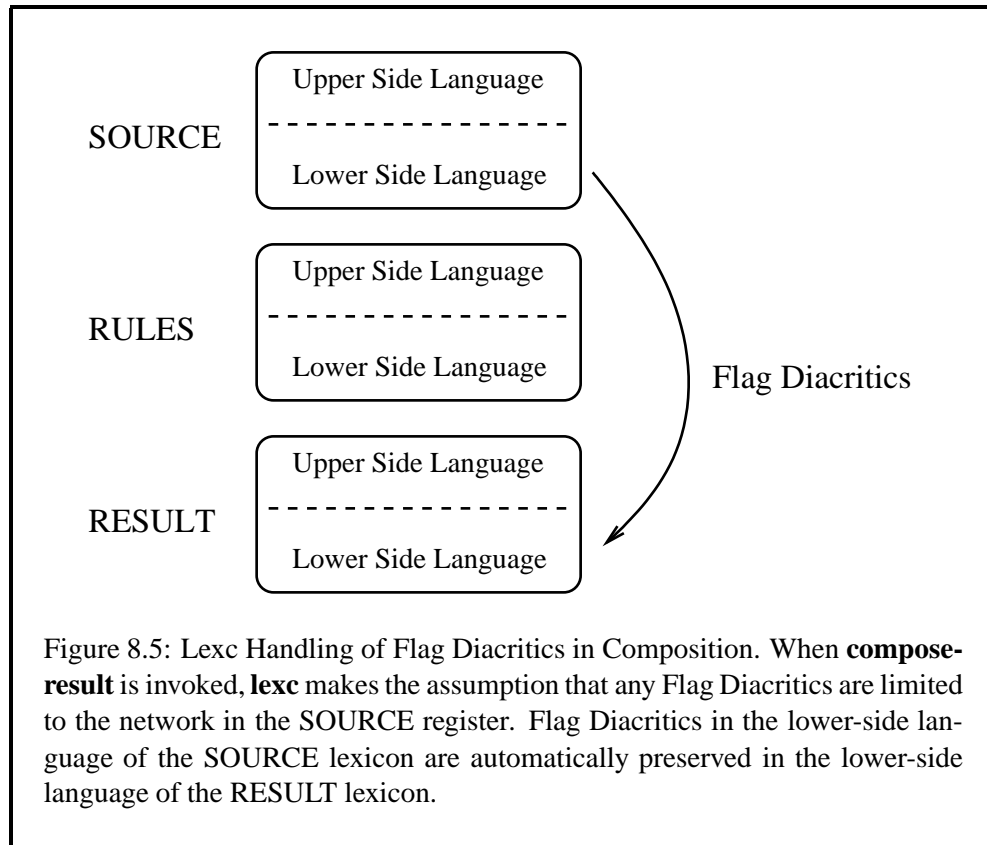 Upper Side Language
SOURCE
Lower Side Language
Upper Side Language
RULES
Lower Side Language
Flag Diacritics
Upper Side Language
RESULT
Lower Side Language
Figure 8.5: Lexc Handling of Flag Diacritics in Composition. When compose-
result is invoked, lexc makes the assumption that any Flag Diacritics are limited
to the network in the SOURCE register. Flag Diacritics in the lower-side lan-
guage of the SOURCE lexicon are automatically preserved in the lower-side
language of the RESULT lexicon.